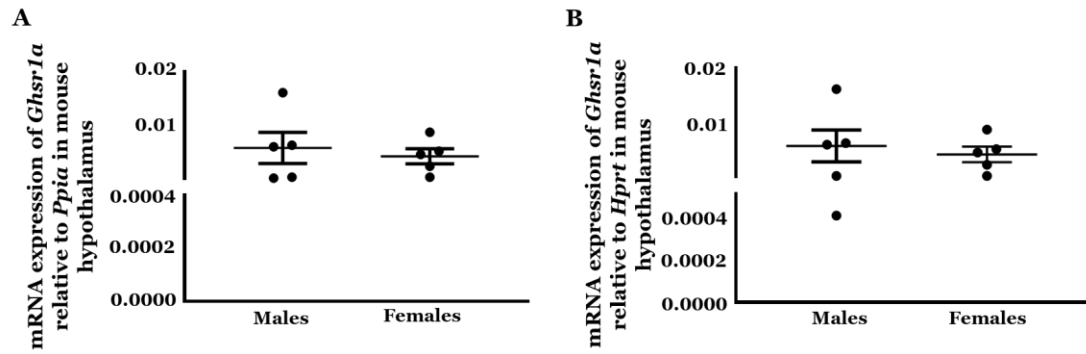 A
mRNA expression of Ghsr1a
relative to Ppia in mouse
hypothalamus
0.02
0.01
0.0004
0.0002
0.0000
Males
Females
B
mRNA expression of Ghsr1a
relative to Hprt in mouse
hypothalamus
0.02
0.01
0.0004
0.0002
0.0000
Males
Females